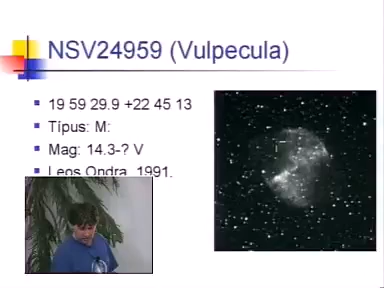 NSV24959 (Vulpecula)
19 59 29.9 +22 45 13
Típus: M:
Mag: 14.3-? V
Leos Ondra, 1991.